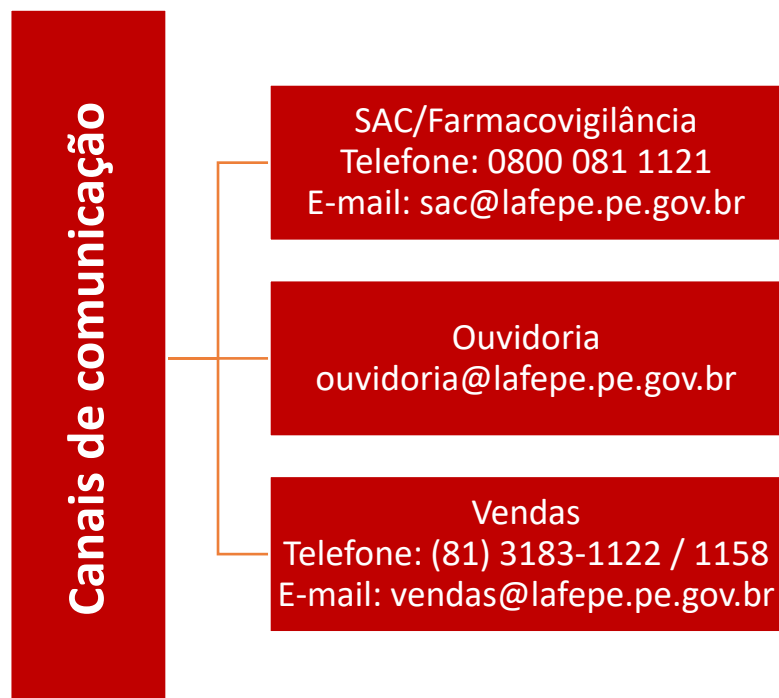 Canais de comunicação
SAC/Farmacovigilância
Telefone: 0800 081 1121
E-mail: sac@lafepe.pe.gov.br
Ouvidoria
ouvidoria@lafepe.pe.gov.br
Vendas
Telefone: (81) 3183-1122 / 1158
E-mail: vendas@lafepe.pe.gov.br